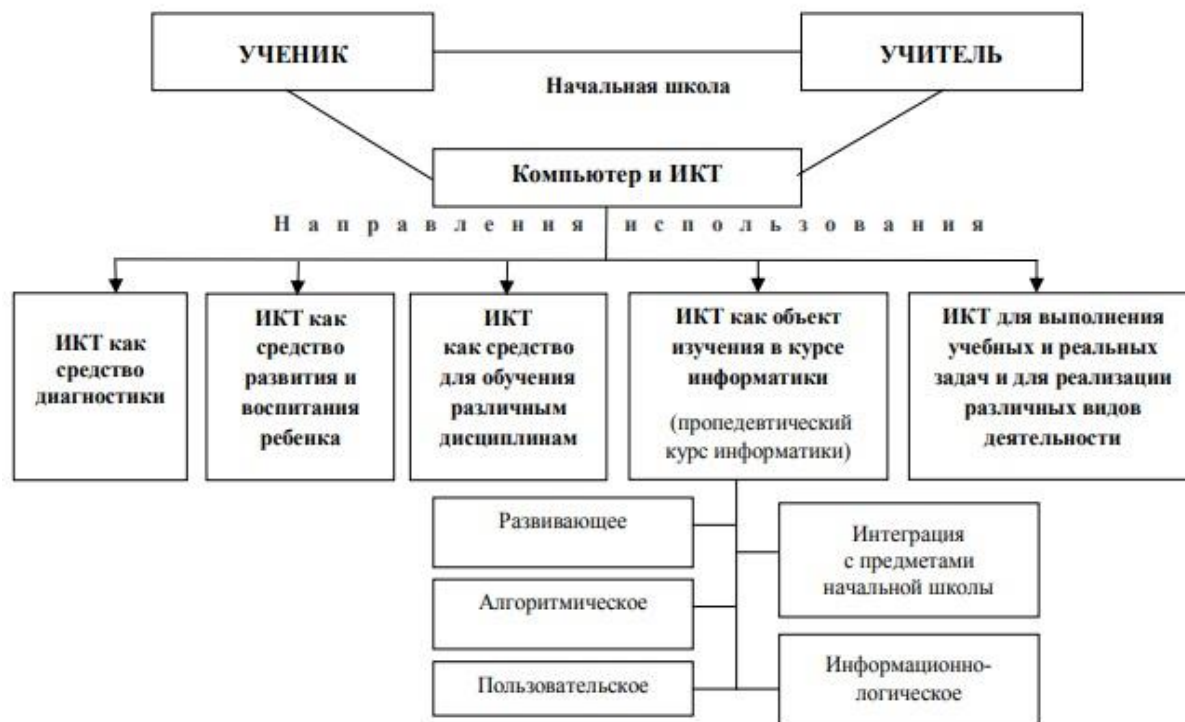 УЧЕНИК
УЧИТЕЛЬ
Начальная школа
Компьютер и ИКТ
Направления использования
ИКТ как
средство
диагностики
ИКТ как
средство
развития и
воспитания
ребенка
ИКТ
как средство
для обучения
различным
дисциплинам
ИКТ как объект
изучения в курсе
информатики
(пропедевтический
курс информатики)
ИКТ для выполнения
учебных и реальных
задач и для реализации
различных видов
деятельности
Развивающее
Интеграция
с предметами
начальной школы
Алгоритмическое
Пользовательское
Информационно-
логическое